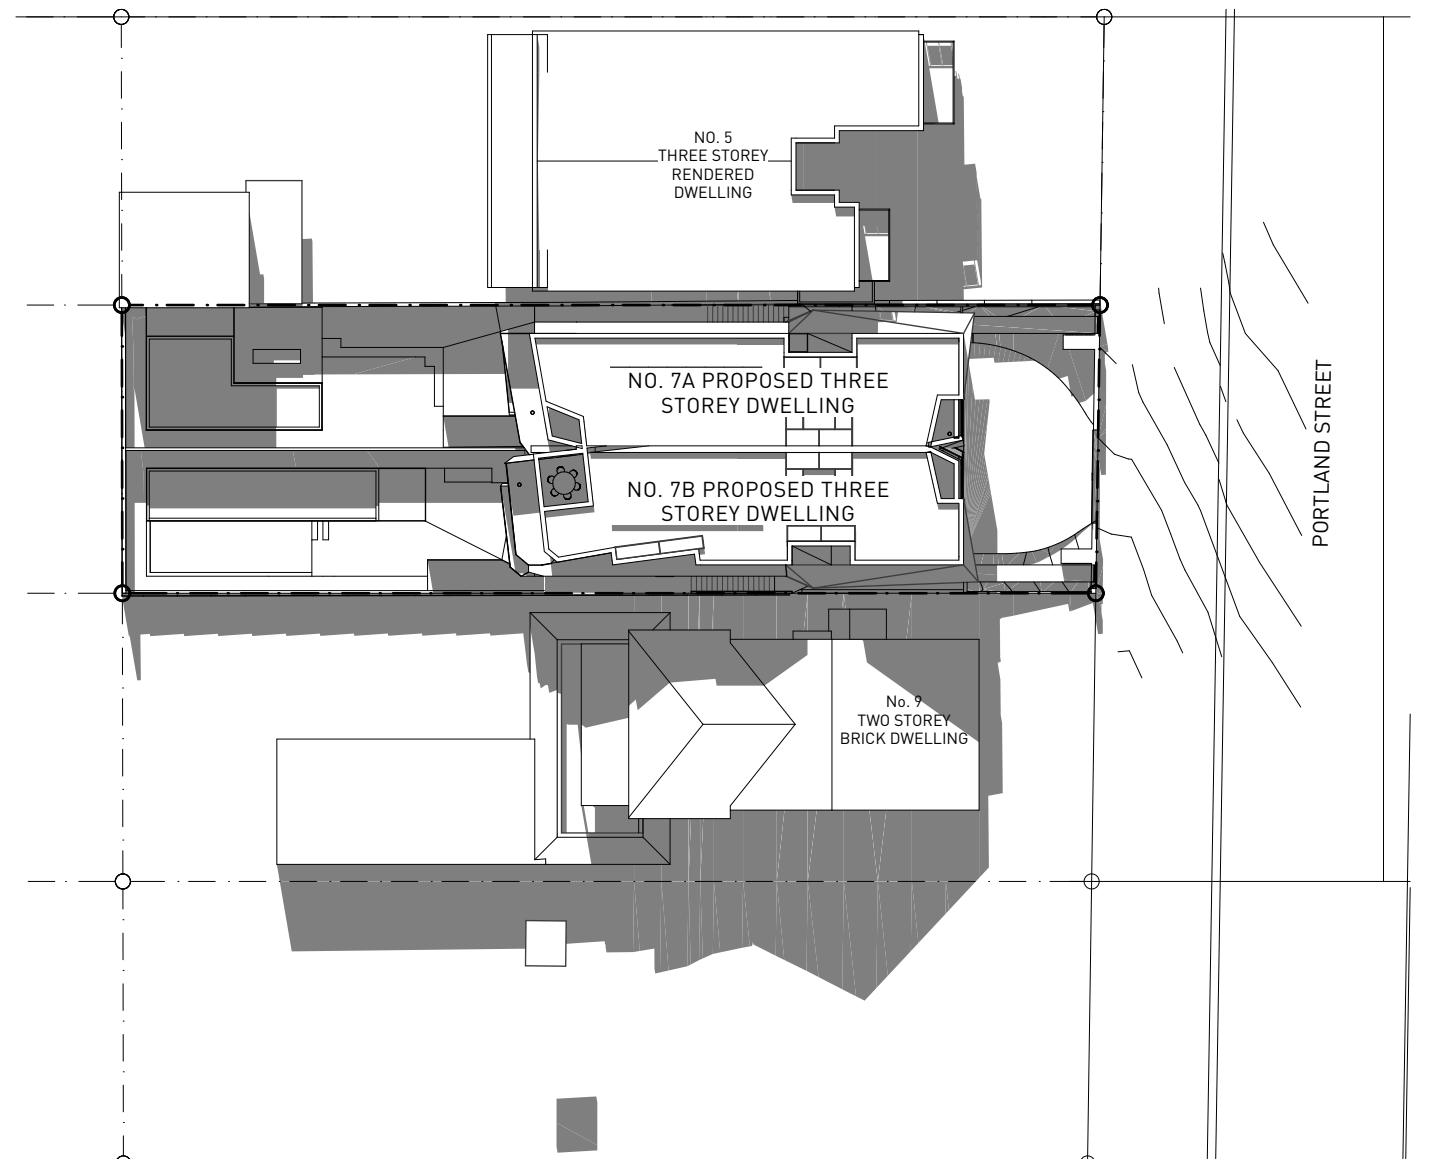 NO. 5
THREE STOREY
RENDERED
DWELLING
NO. 7A PROPOSED THREE
STOREY DWELLING
NO. 7B PROPOSED THREE
STOREY DWELLING
PORTLAND STREET
No. 9
TWO STOREY
BRICK DWELLING